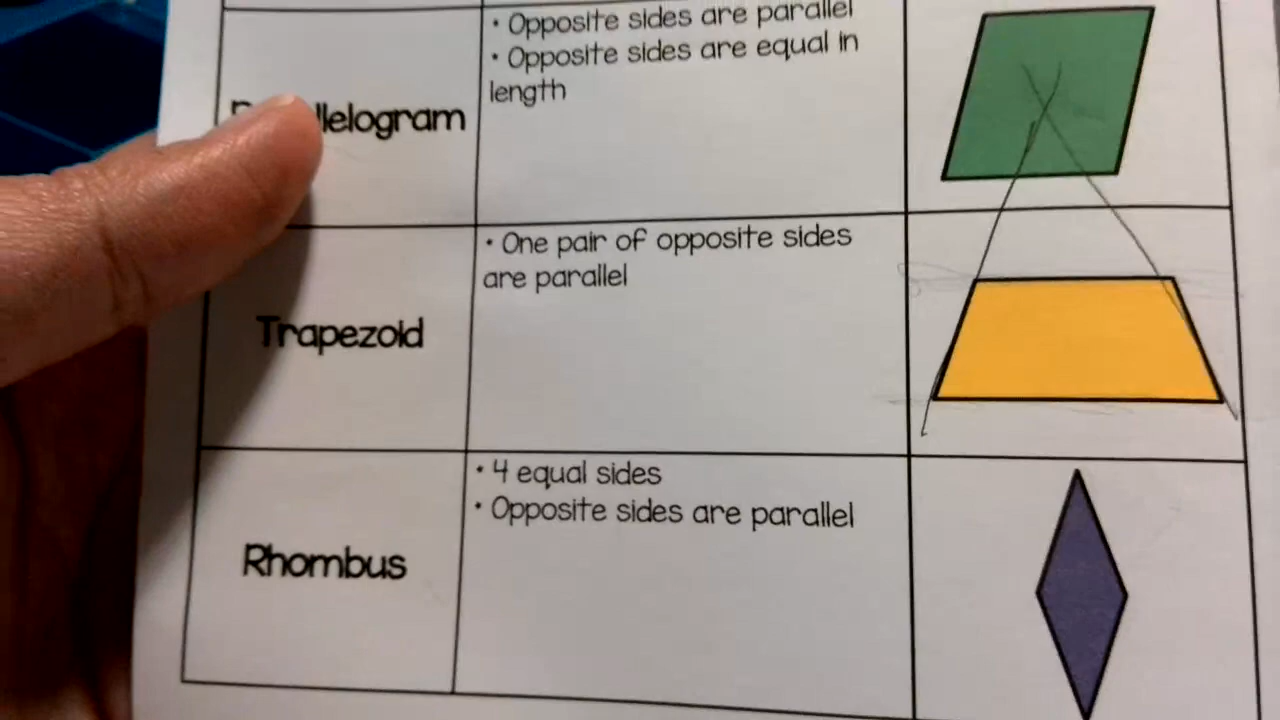 • Opposite sides are parallel
• Opposite sides are equal in
length
• One pair of opposite sides
are parallel
Trapezoid
• 4 equal sides
• Opposite sides are parallel
Rhombus